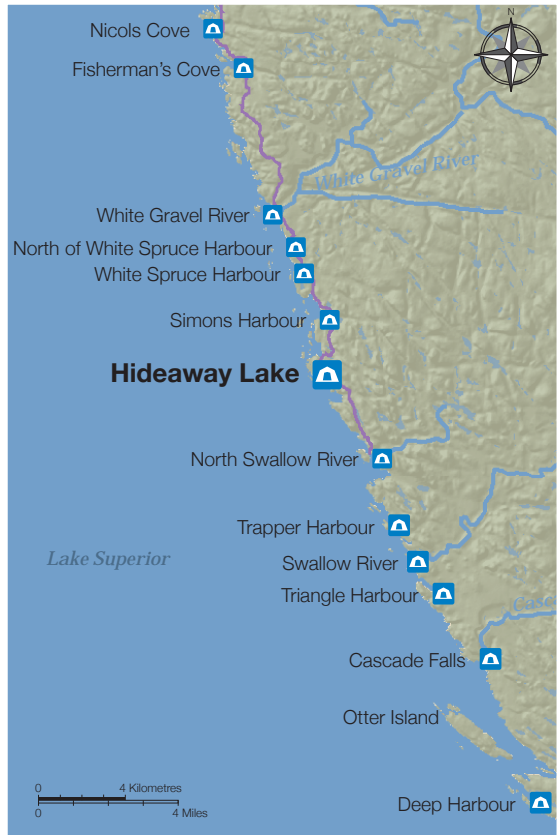 N
Nicols Cove
Fisherman's Cove
White Gravel River
White Gravel River
North of White Spruce Harbour
White Spruce Harbour
Simons Harbour
Hideaway Lake
North Swallow River
Trapper Harbour
Lake Superior
Swallow River
Triangle Harbour
Casc
Cascade Falls
Otter Island
0 4 Kilometres
0 4 Miles
Deep Harbour